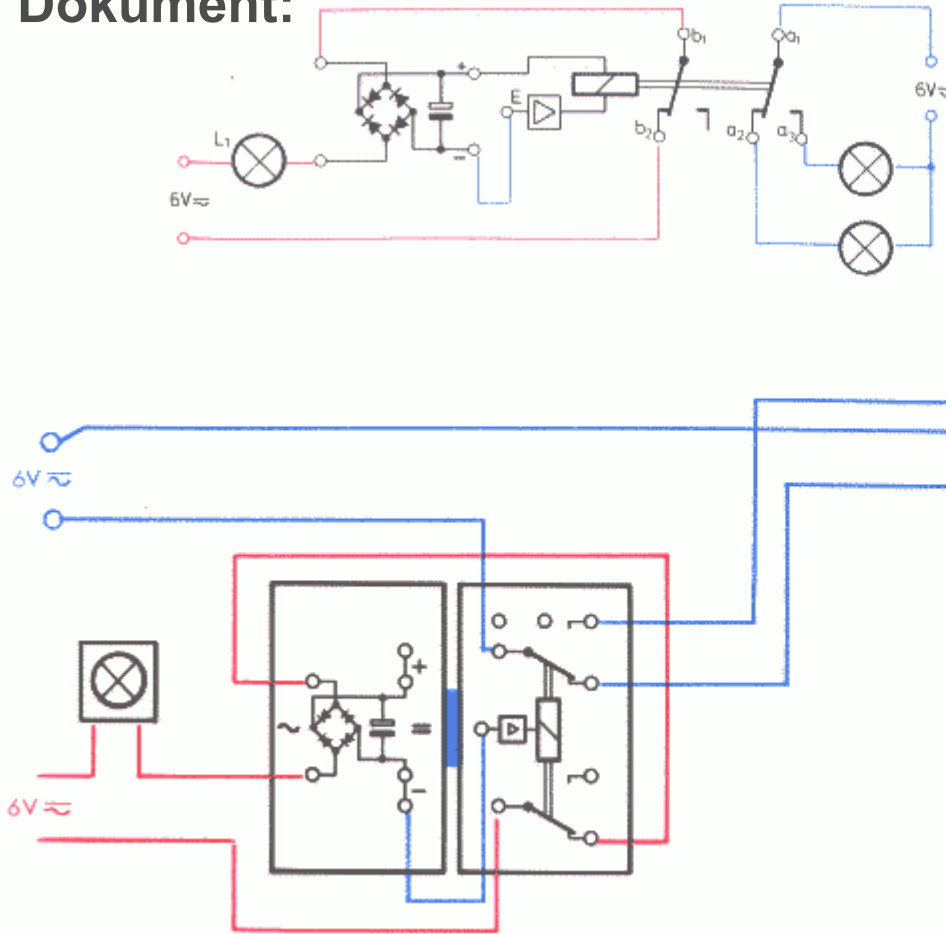 Dokument:
b₁
a₁
+
E
6V≂
b₂
a₂
a₃
L₁
−
6V≂
6V≂
+
~
=
−
6V≂